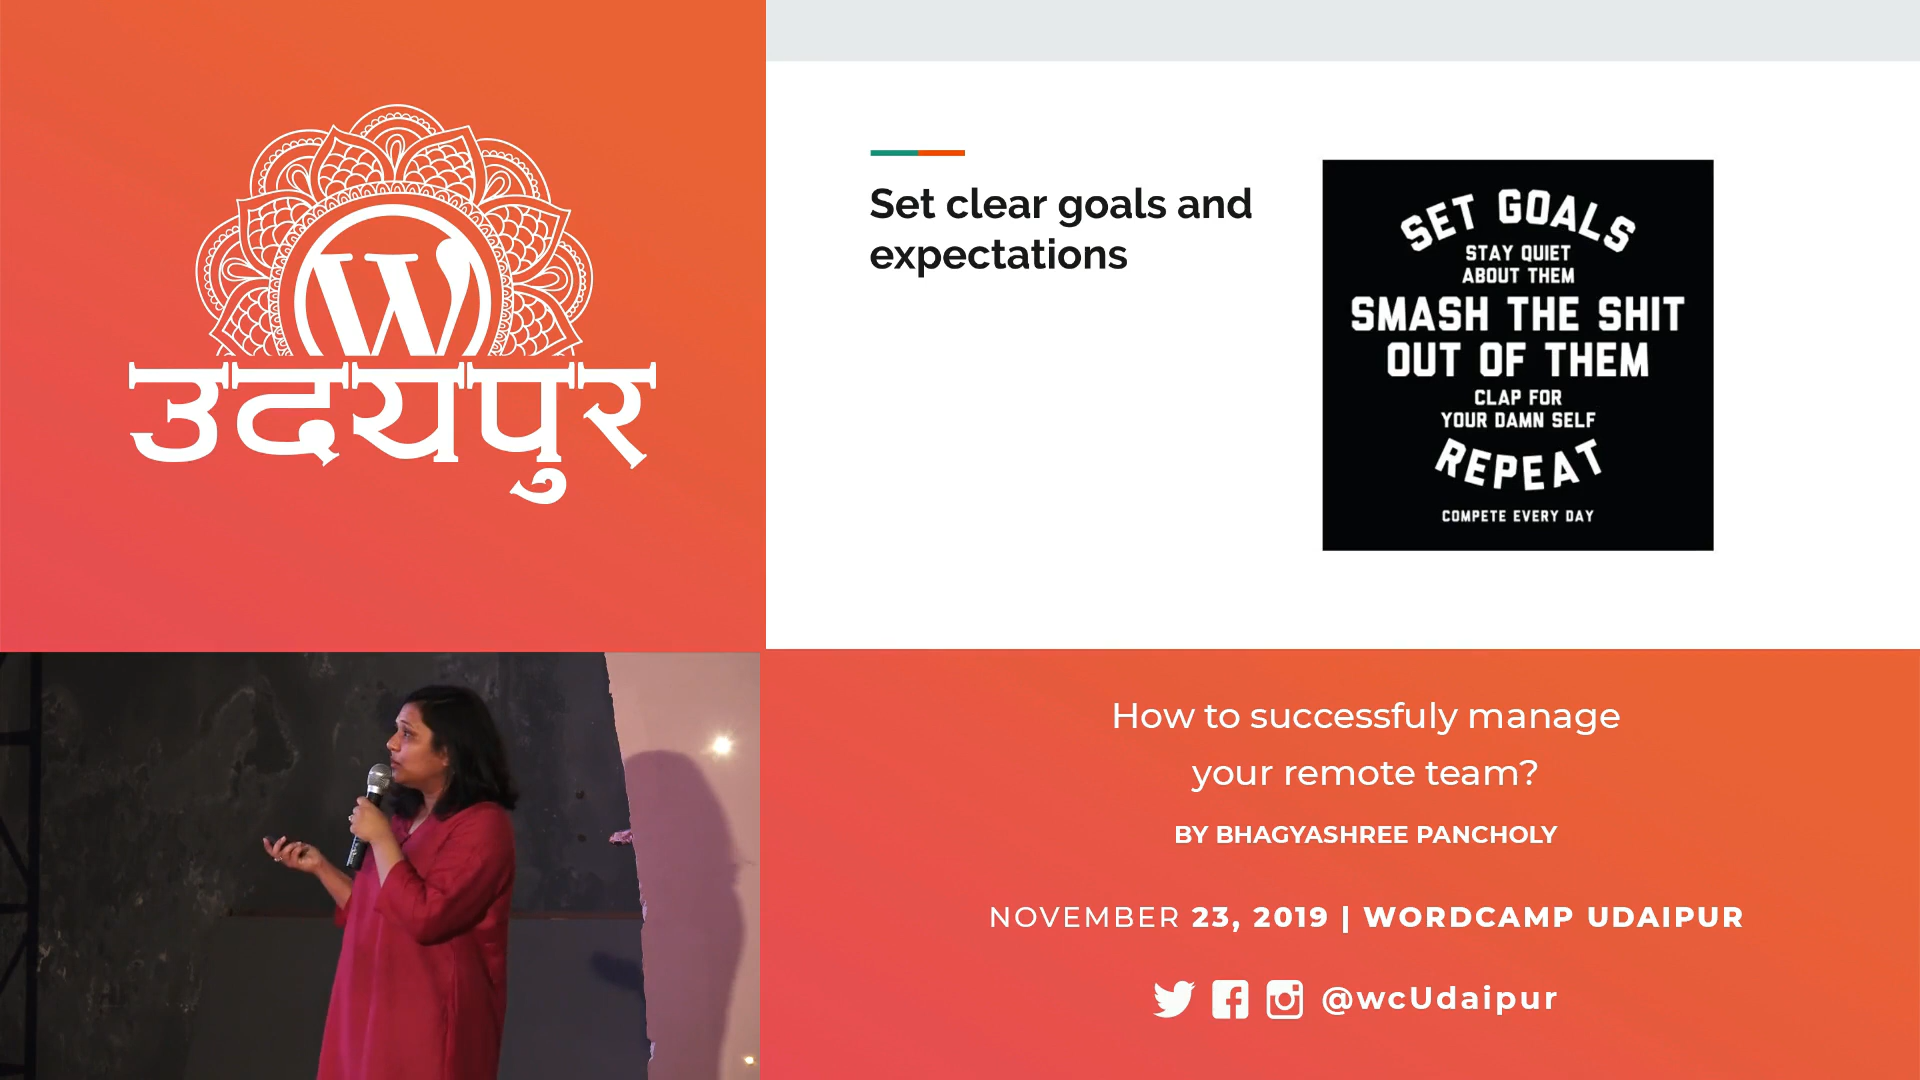 W
उदयपुर
Set clear goals and
expectations
SET GOALS
STAY QUIET
ABOUT THEM
SMASH THE SHIT
OUT OF THEM
CLAP FOR
YOUR DAMN SELF
REPEAT
COMPETE EVERY DAY
How to successfuly manage
your remote team?
BY BHAGYASHREE PANCHOLY
NOVEMBER 23, 2019 | WORDCAMP UDAIPUR
@wcUdaipur